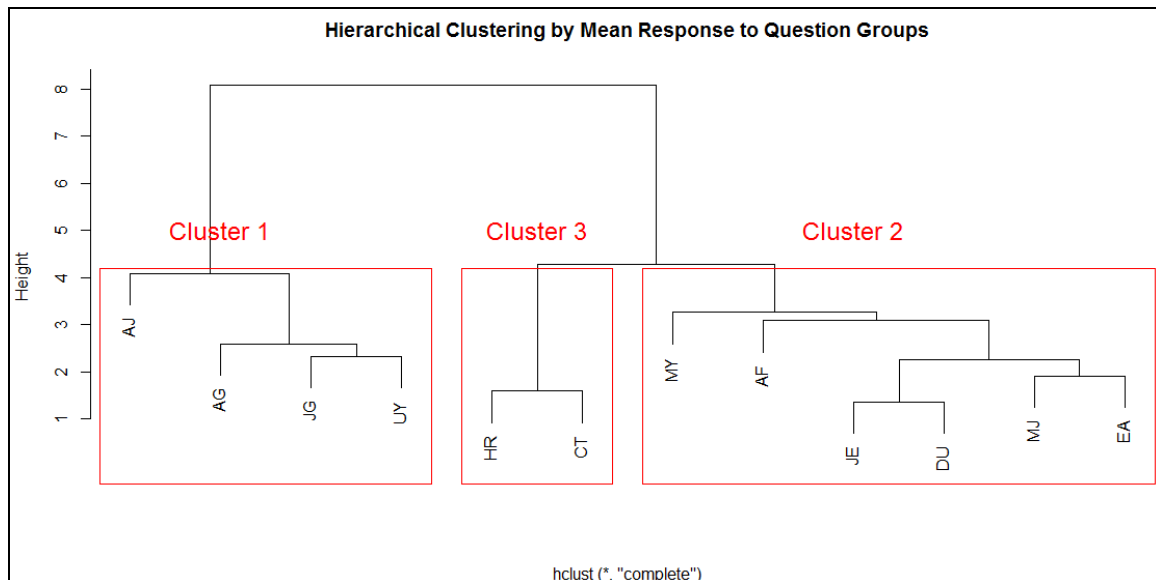 Hierarchical Clustering by Mean Response to Question Groups
Height
8
7
6
5
4
3
2
1
Cluster 1
Cluster 3
Cluster 2
AJ
AG
JG
UY
HR
CT
MY
AF
JE
DU
MJ
EA
hclust (*, "complete")